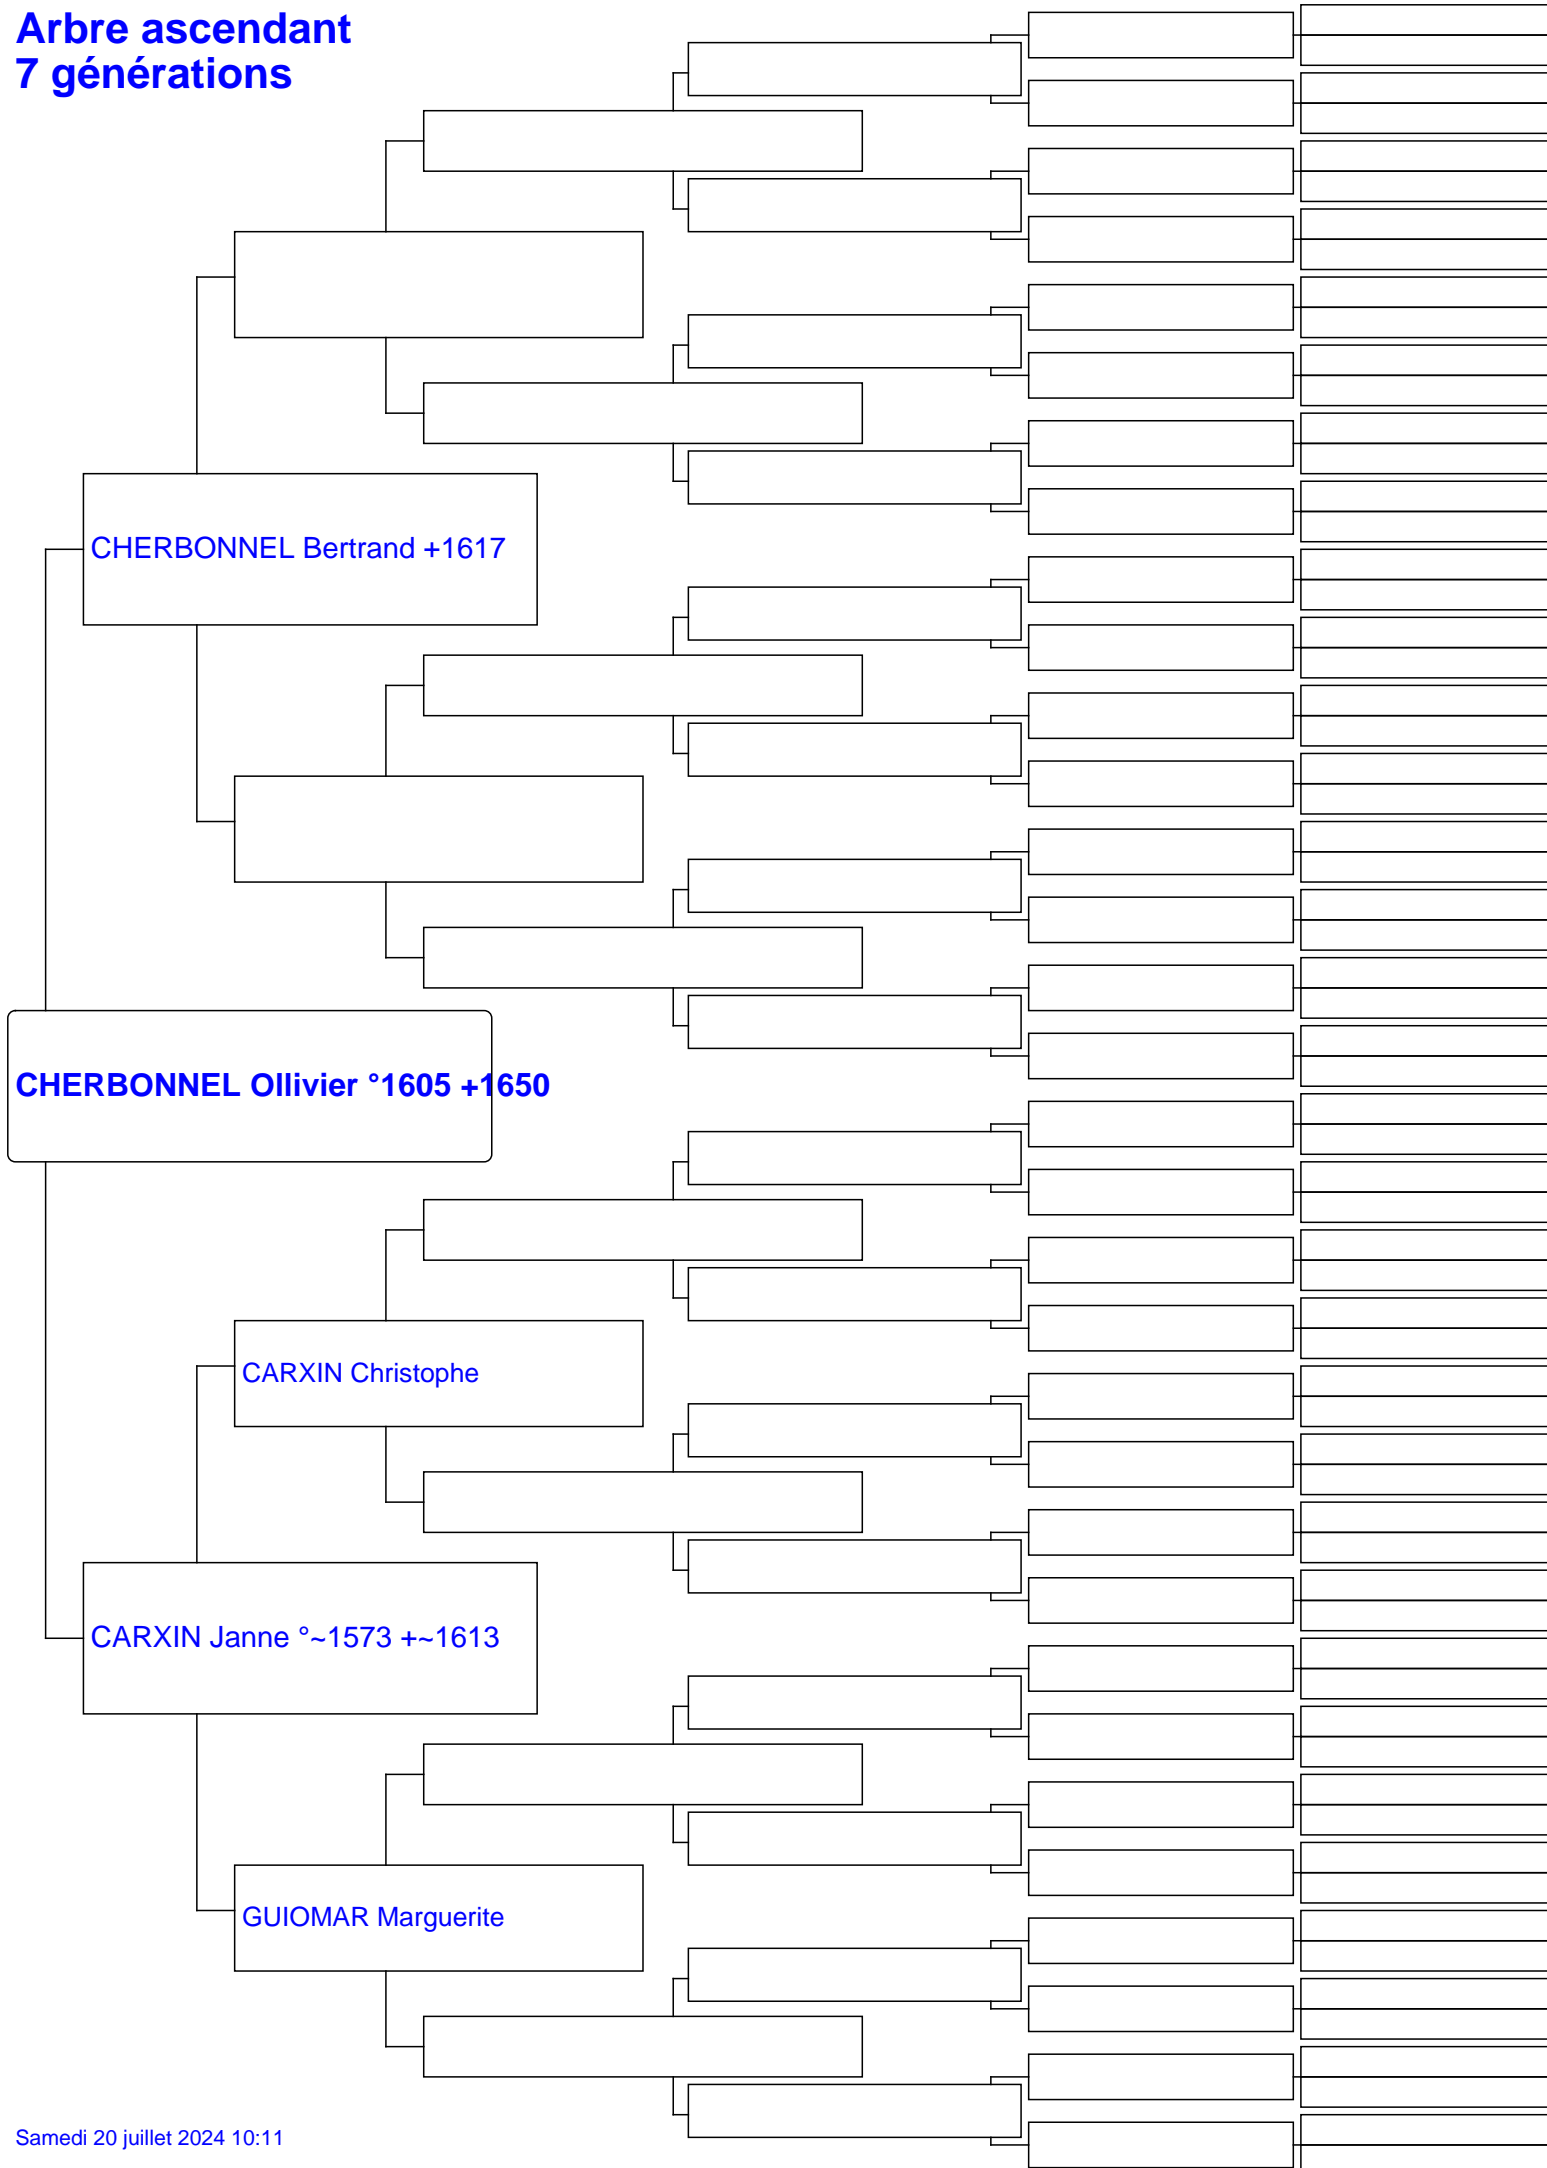 Arbre ascendant
7 générations
CHERBONNEL Bertrand +1617
CHERBONNEL Ollivier °1605 +1650
CARXIN Christophe
CARXIN Janne °~1573 +~1613
GUIOMAR Marguerite
Samedi 20 juillet 2024 10:11